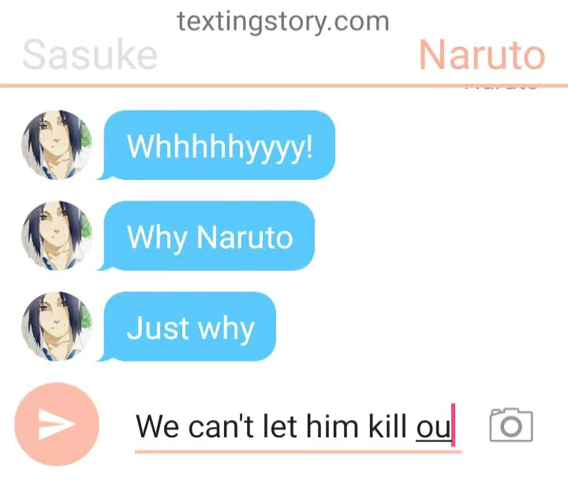 textingstory.com
Sasuke
Naruto
Whhhhhyyyy!
Why Naruto
Just why
We can't let him kill ou